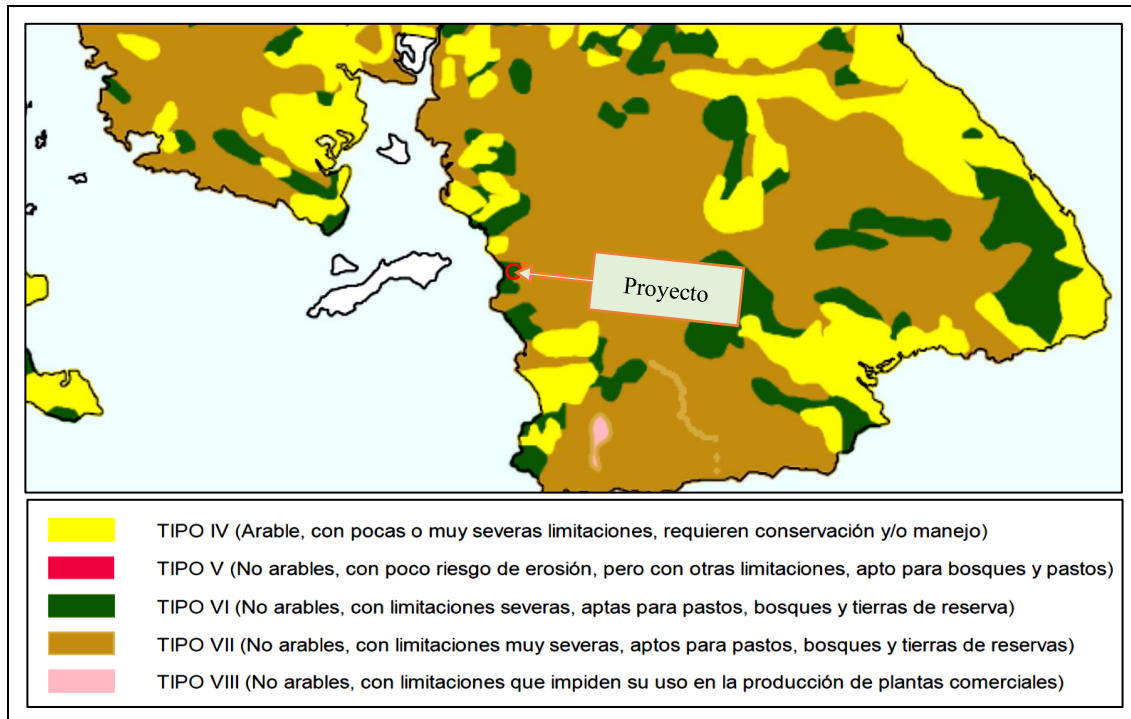 Proyecto
TIPO IV (Arable, con pocas o muy severas limitaciones, requieren conservación y/o manejo)
TIPO V (No arables, con poco riesgo de erosión, pero con otras limitaciones, apto para bosques y pastos)
TIPO VI (No arables, con limitaciones severas, aptas para pastos, bosques y tierras de reserva)
TIPO VII (No arables, con limitaciones muy severas, aptos para pastos, bosques y tierras de reservas)
TIPO VIII (No arables, con limitaciones que impiden su uso en la producción de plantas comerciales)